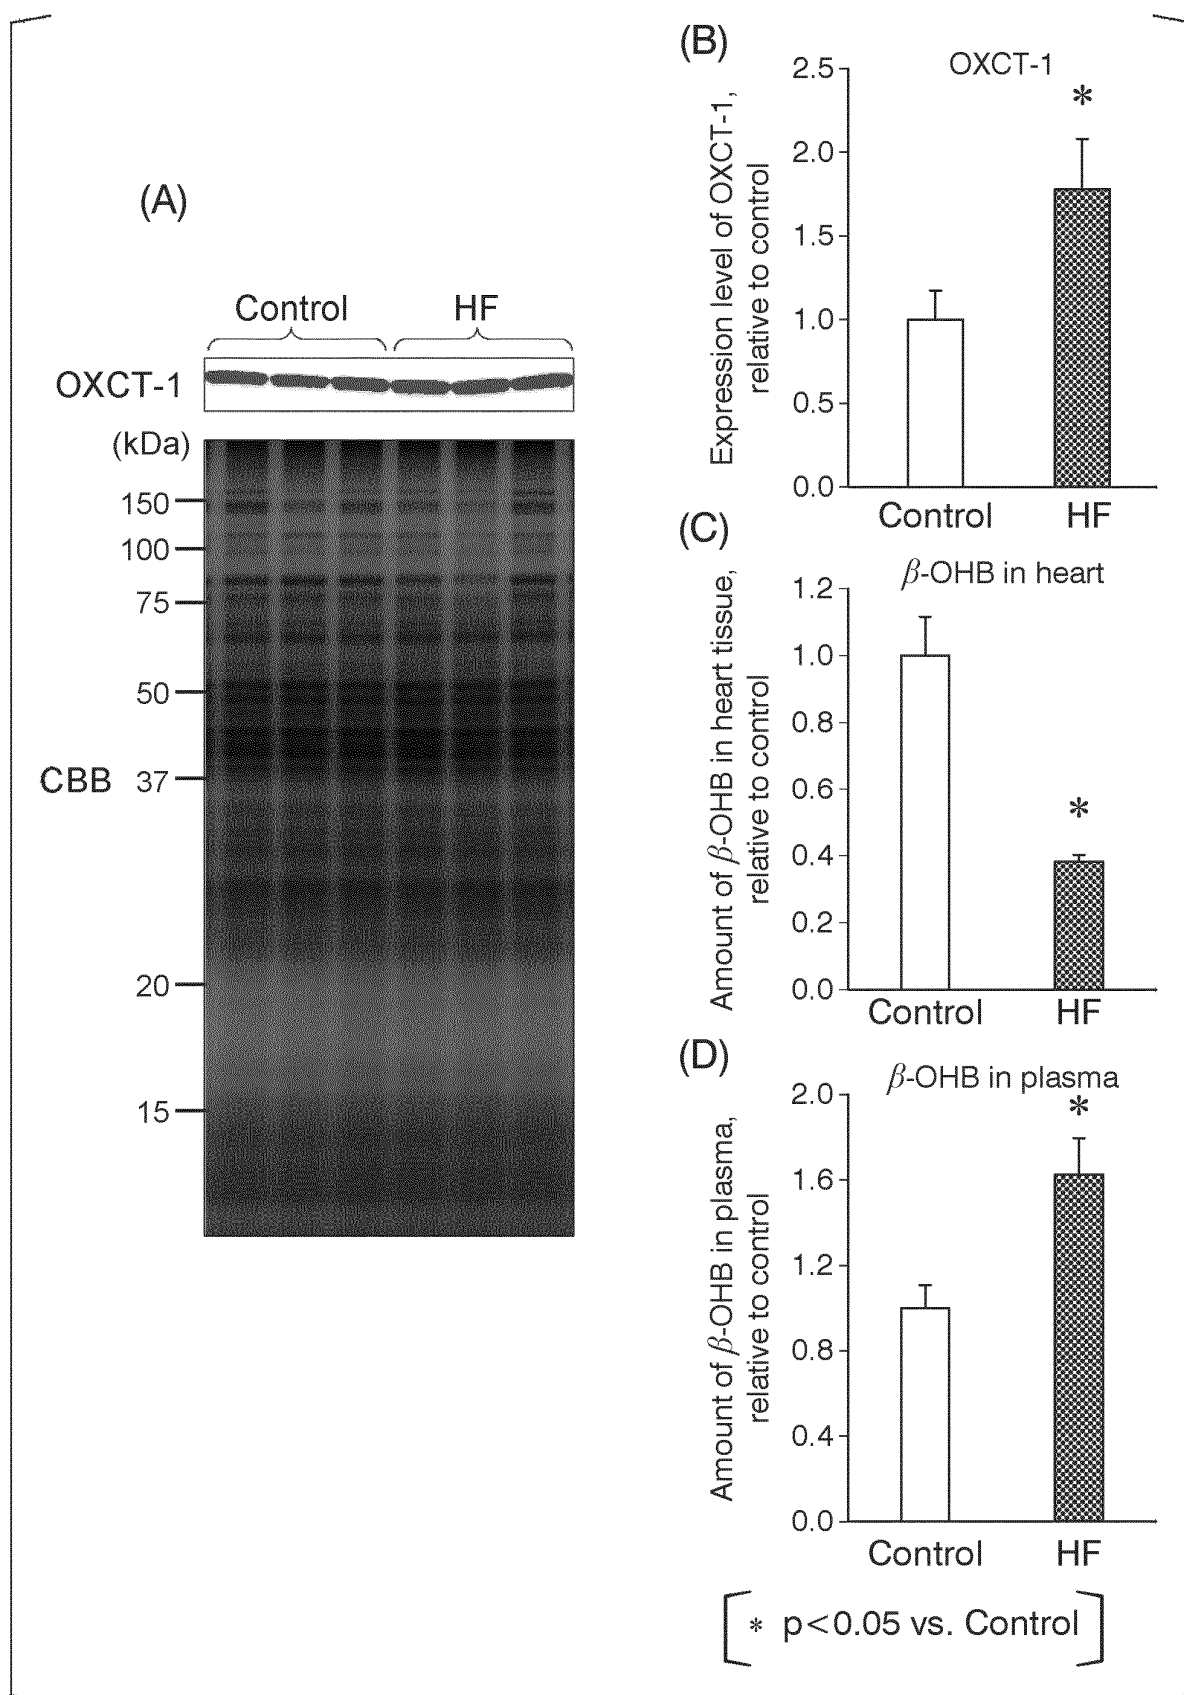 (A)
Control HF
OXCT-1
(kDa)
150
100
75
50
CBB 37
20
15
(B)
OXCT-1
Expression level of OXCT-1,
relative to control
2.5
2.0
1.5
1.0
0.5
0.0
Control HF
*
(C)
β-OHB in heart
Amount of β-OHB in heart tissue,
relative to control
1.2
1.0
0.8
0.6
0.4
0.2
0.0
Control HF
*
(D)
β-OHB in plasma
Amount of β-OHB in plasma,
relative to control
2.0
1.6
1.2
0.8
0.4
0.0
Control HF
*
* p<0.05 vs. Control